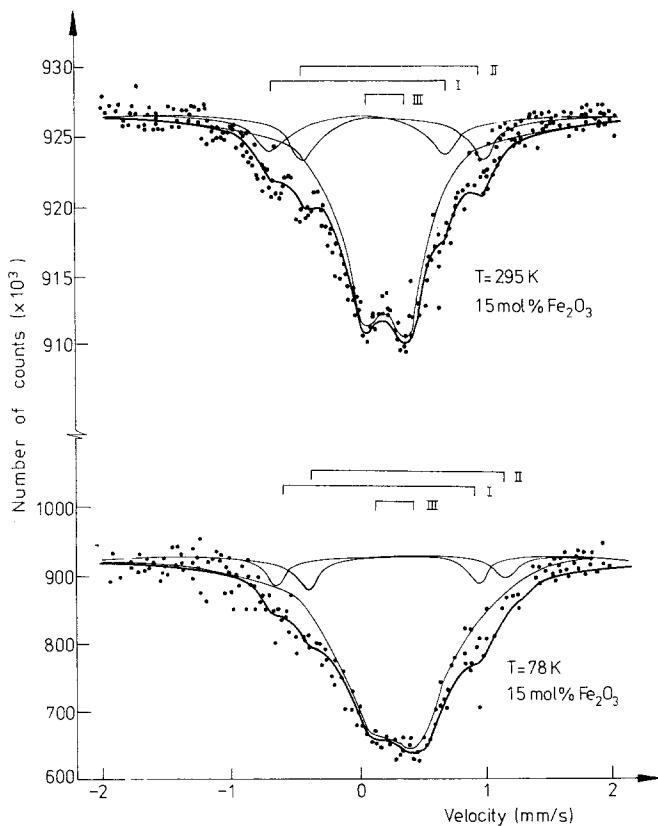 930
925
920
915
910
II
I
III
T=295 K
15 mol% Fe₂O₃
Number of counts (x10³)
1000
900
800
700
600
II
I
III
T=78 K
15 mol% Fe₂O₃
−2 −1 0 1 2
Velocity (mm/s)